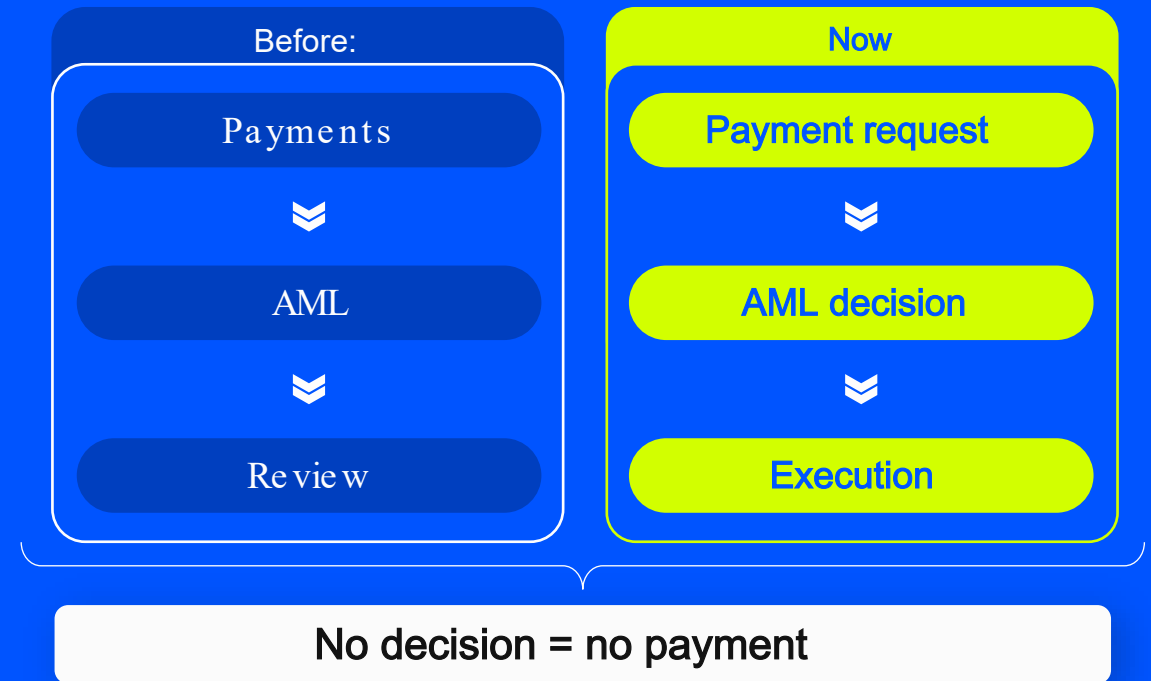 Before:
Payments
AML
Review
Now
Payment request
AML decision
Execution
No decision = no payment